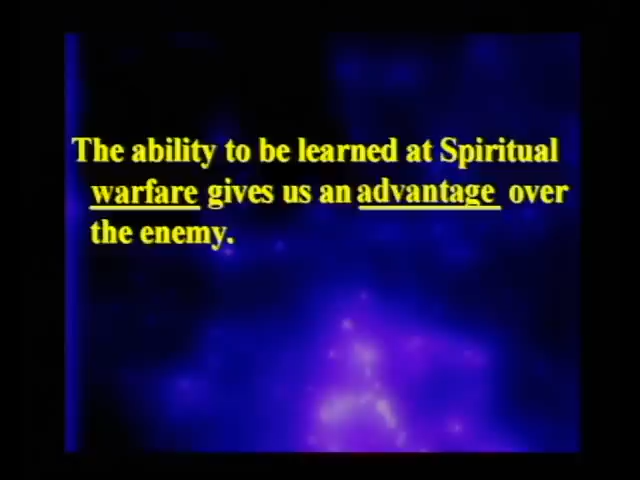 The ability to be learned at Spiritual
warfare gives us an advantage over
the enemy.